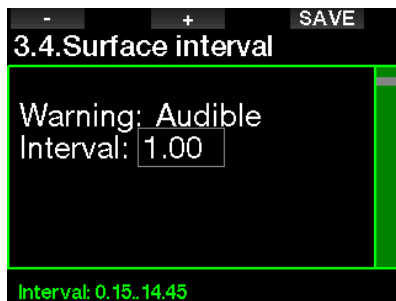 - + SAVE
3.4.Surface interval
Warning: Audible
Interval: 1.00
Interval: 0.15..14.45